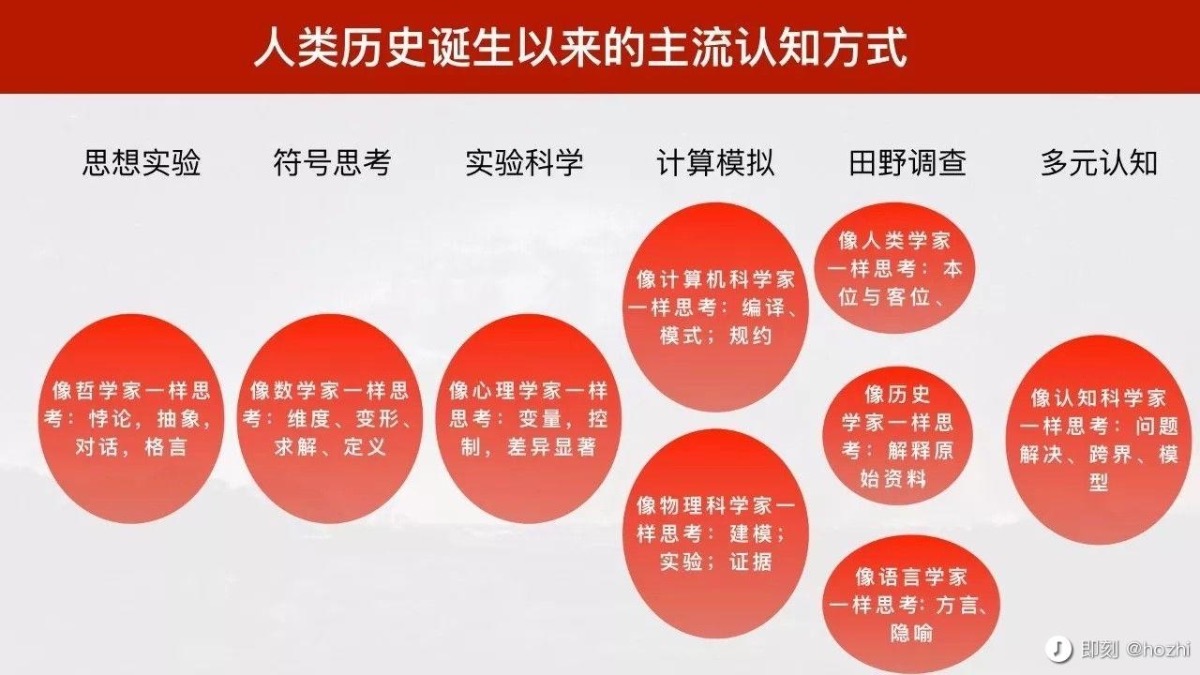 人类历史诞生以来的主流认知方式
思想实验
符号思考
实验科学
计算模拟
田野调查
多元认知
像哲学家一样思
考：悖论，抽象，
对话，格言
像数学家一样思
考：维度、变形、
求解、定义
像心理学家一样
思考：变量，控
制，差异显著
像计算机科学家
一样思考：编译、
模式；规约
像物理科学家一
样思考：建模；
实验；证据
像人类学家
一样思考：本
位与客位、
像历史
学家一样思
考：解释原
始资料
像语言学家
一样思考：方言、
隐喻
像认知科学家
一样思考：问题
解决、跨界、模
型
即刻 @hozhi